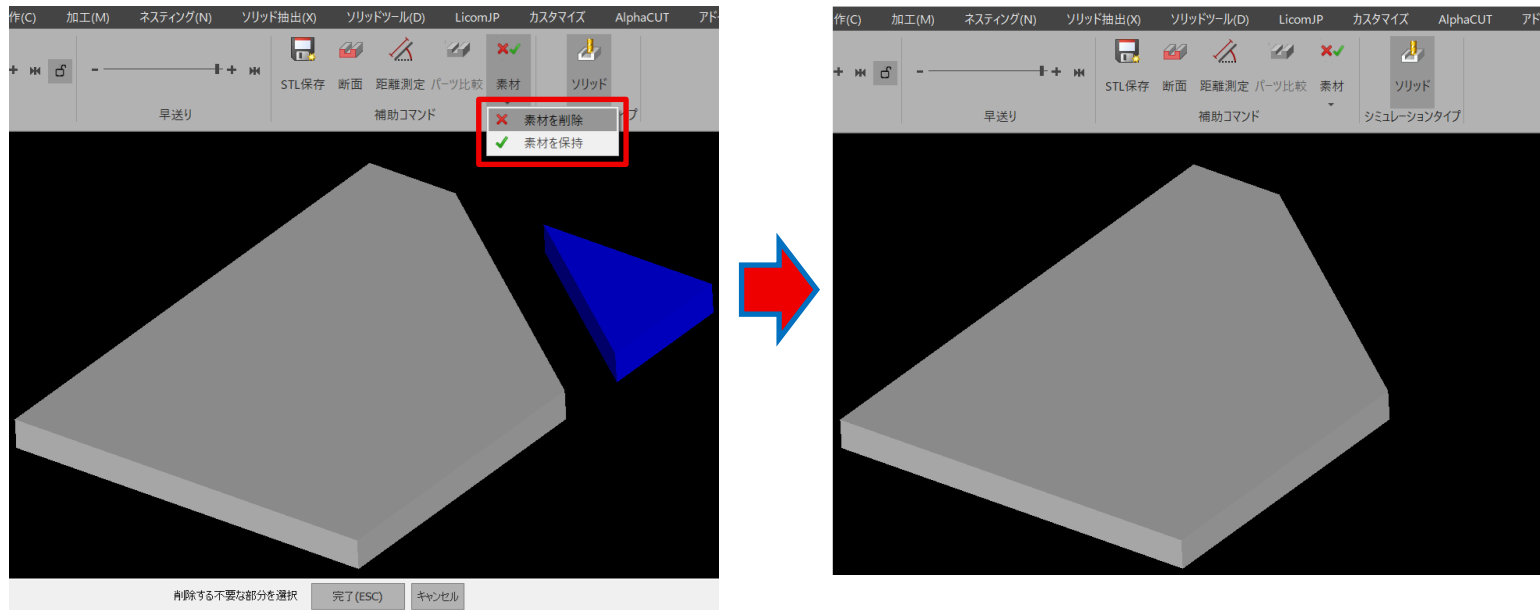 作(C) 加工(M) ネスティング(N) ソリッド抽出(X) ソリッドツール(D) LicomJP カスタマイズ AlphaCUT アド
STL保存 断面 距離測定 パーツ比較 素材 ソリッド
早送り 補助コマンド プ
素材を削除
素材を保持
削除する不要な部分を選択 完了(ESC) キャンセル
作(C) 加工(M) ネスティング(N) ソリッド抽出(X) ソリッドツール(D) LicomJP カスタマイズ AlphaCUT アド
STL保存 断面 距離測定 パーツ比較 素材 ソリッド
早送り 補助コマンド シミュレーションタイプ